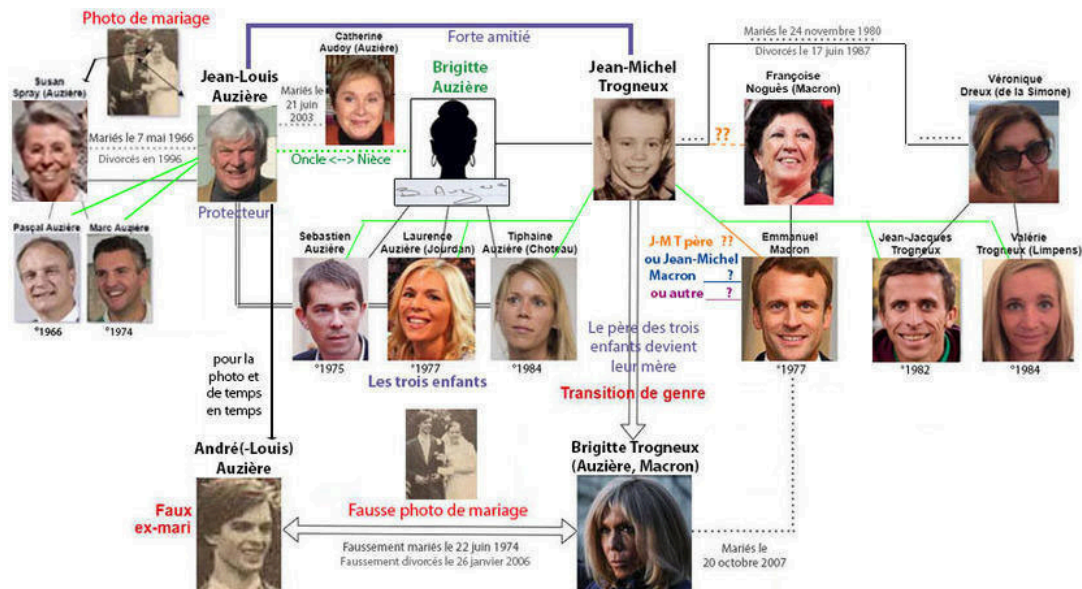 Photo de mariage
Forte amitié
Mariés le 24 novembre 1980
Divorcés le 17 juin 1987
Catherine
Audoy (Auzière)
Susan
Spray (Auzière)
Jean-Louis
Auzière
Mariés le
21 juin
2003
Brigitte
Auzière
Jean-Michel
Trogneux
Françoise
Noguès (Macron)
Véronique
Dreux (de la Simone)
??
Mariés le 7 mai 1966
Divorcés en 1996
Oncle <--> Nièce
B. Auzière
Protecteur
Pasçal Auzière
Marc Auzière
°1966
°1974
Sebastien
Auzière
Laurence
Auzière (Jourdan)
Tiphaine
Auzière (Choteau)
J-M T père ??
ou Jean-Michel
Macron ___?
ou autre ___?
Emmanuel
Macron
Jean-Jacques
Trogneux
Valérie
Trogneux (Limpens)
°1975
°1977
°1984
°1977
°1982
°1984
Les trois enfants
Le père des trois
enfants devient
leur mère
Transition de genre
pour la
photo et
de temps
en temps
André(-Louis)
Auzière
Brigitte Trogneux
(Auzière, Macron)
Faux
ex-mari
Fausse photo de mariage
Faussement mariés le 22 juin 1974
Faussement divorcés le 26 janvier 2006
Mariés le
20 octobre 2007